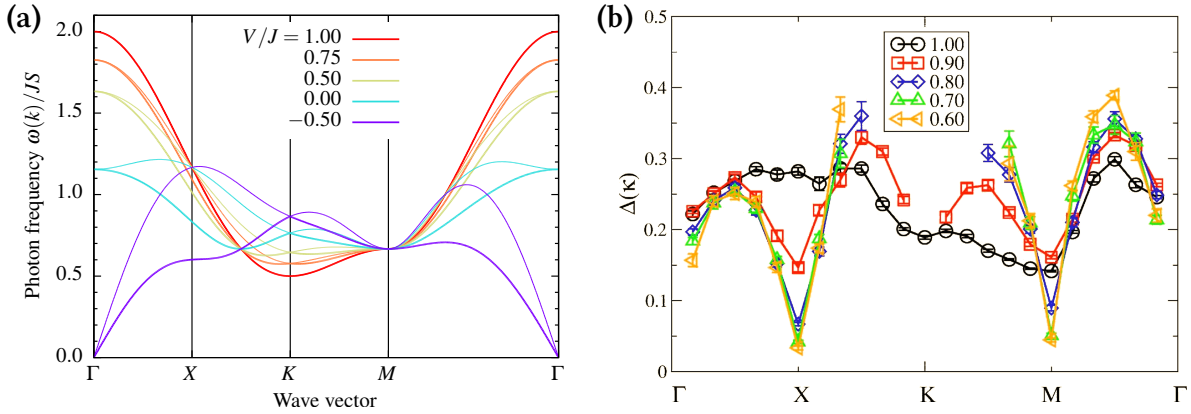 (a)
Photon frequency ω(k)/JS
2.0
1.5
1.0
0.5
0.0
V/J = 1.00
0.75
0.50
0.00
−0.50
Γ X K M Γ
Wave vector
(b)
Δ(κ)
0.5
0.4
0.3
0.2
0.1
0
1.00
0.90
0.80
0.70
0.60
Γ X K M Γ